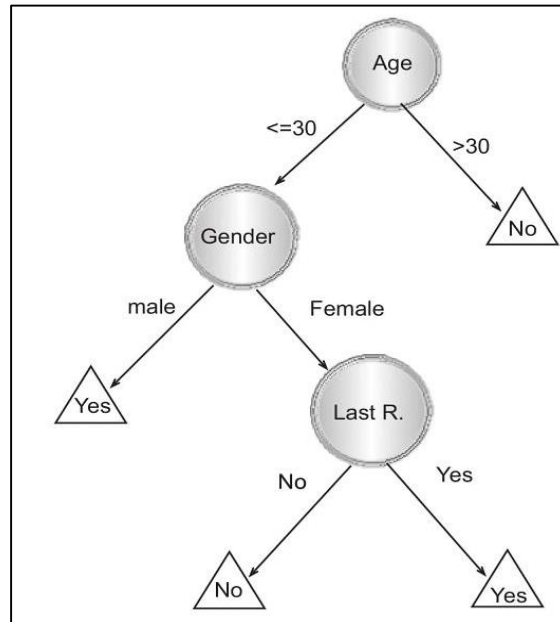 Age
<=30
>30
Gender
No
male
Female
Yes
Last R.
No
Yes
No
Yes